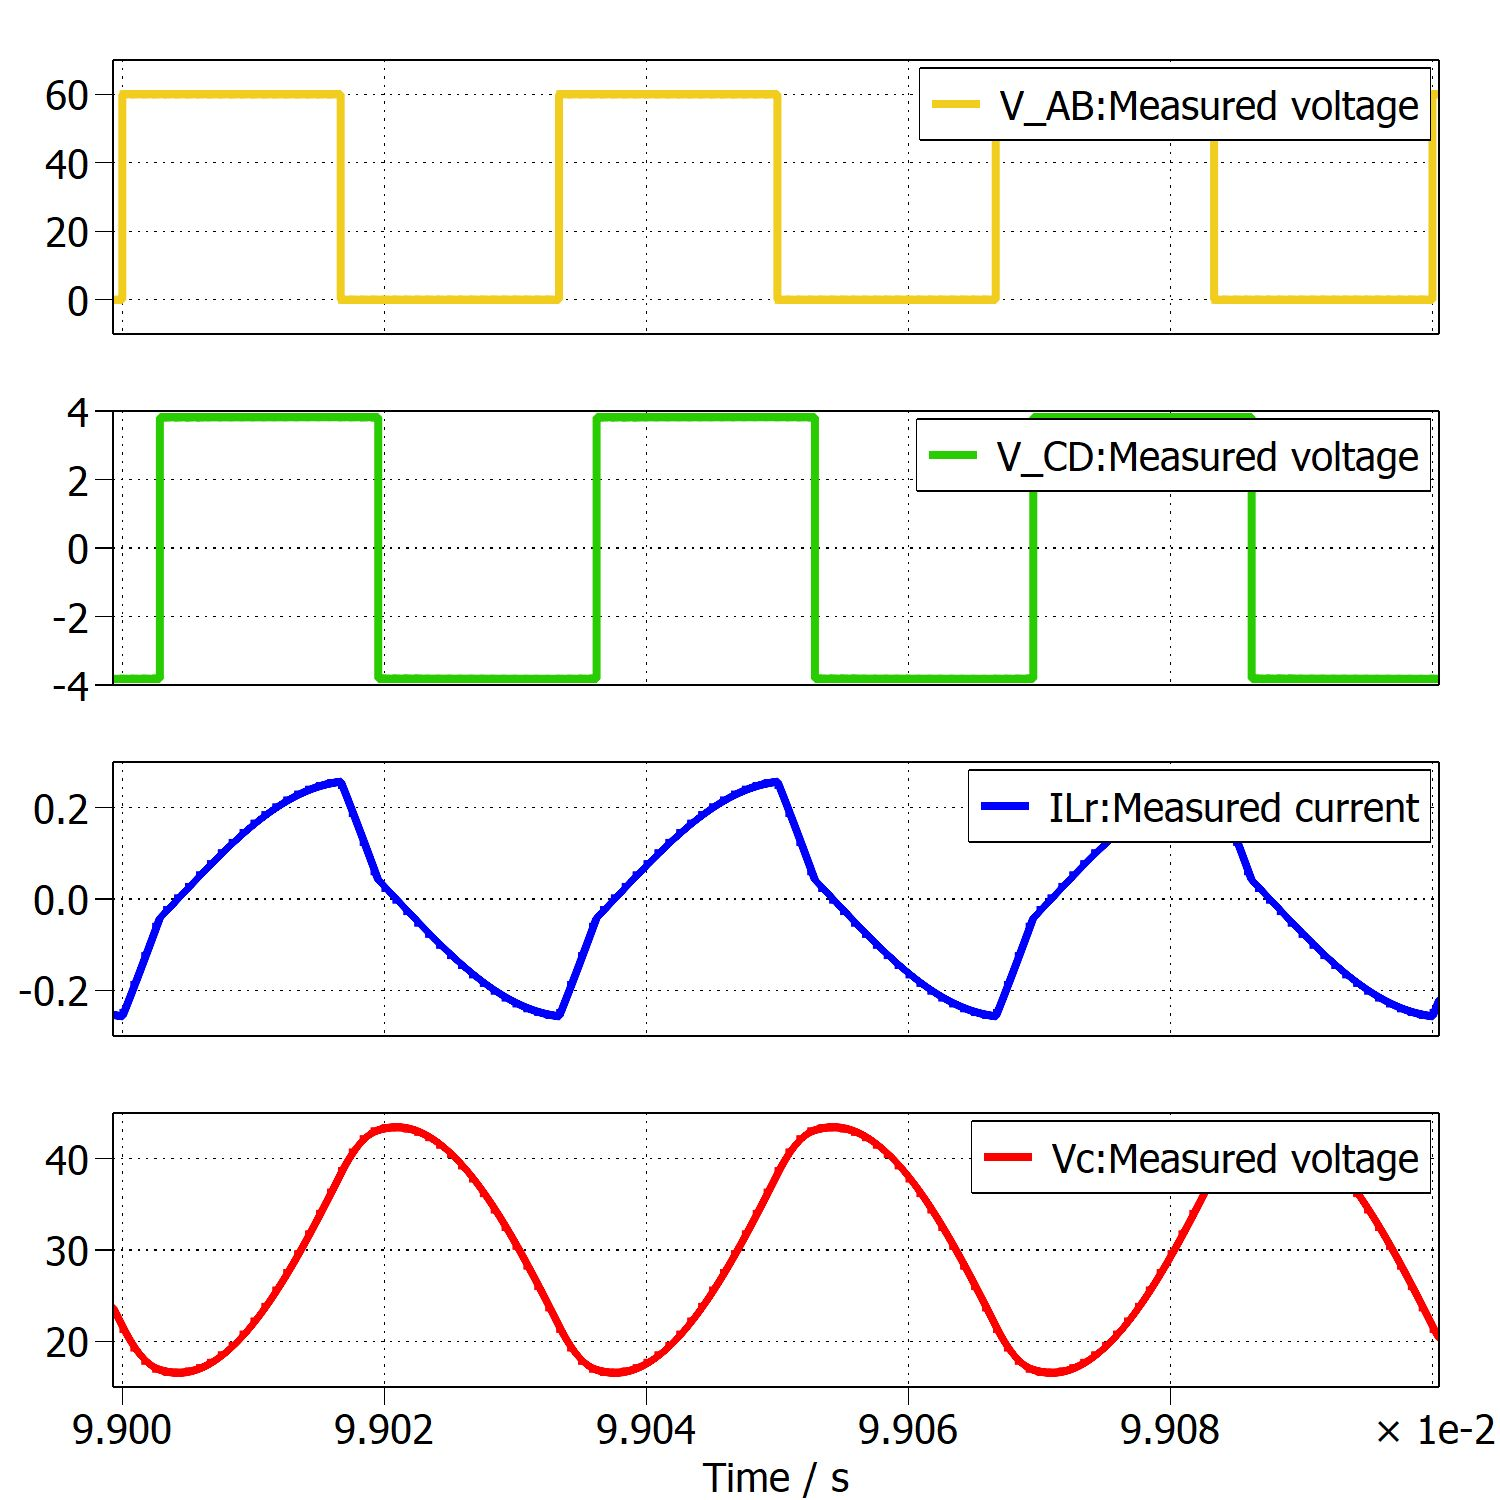 60
V_AB:Measured voltage
40
20
0
4
V_CD:Measured voltage
2
0
-2
-4
ILr:Measured current
0.2
0.0
-0.2
Vc:Measured voltage
40
30
20
9.900 9.902 9.904 9.906 9.908 × 1e-2
Time / s